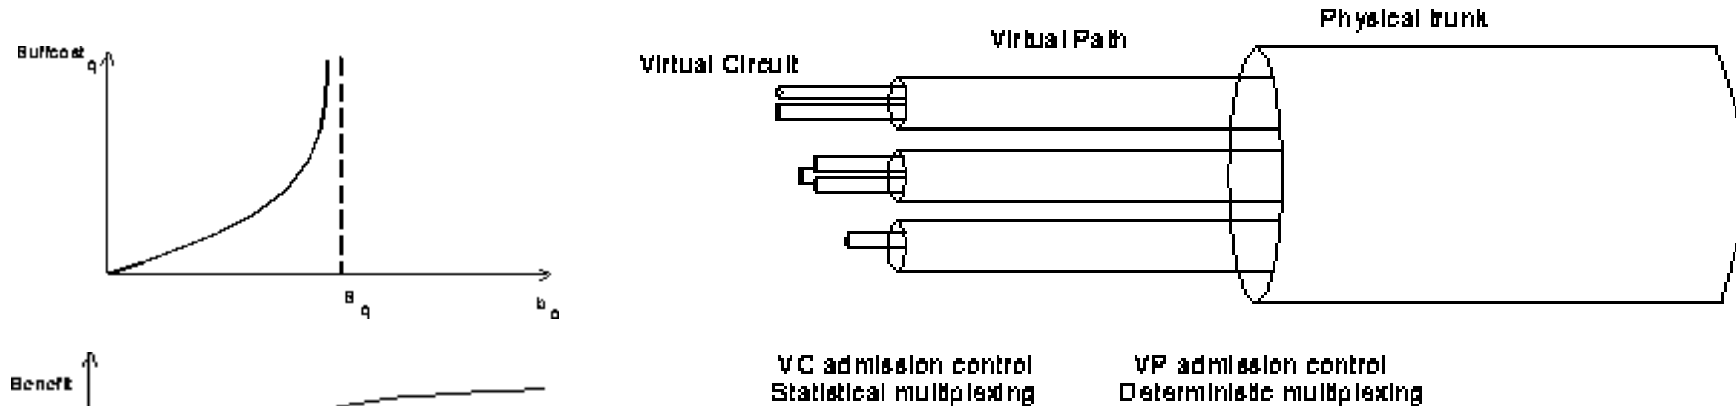 Buffcost q
B q
b q
Benefit
Virtual Circuit
Virtual Path
Physical trunk
VC admission control
Statistical multiplexing
VP admission control
Deterministic multiplexing